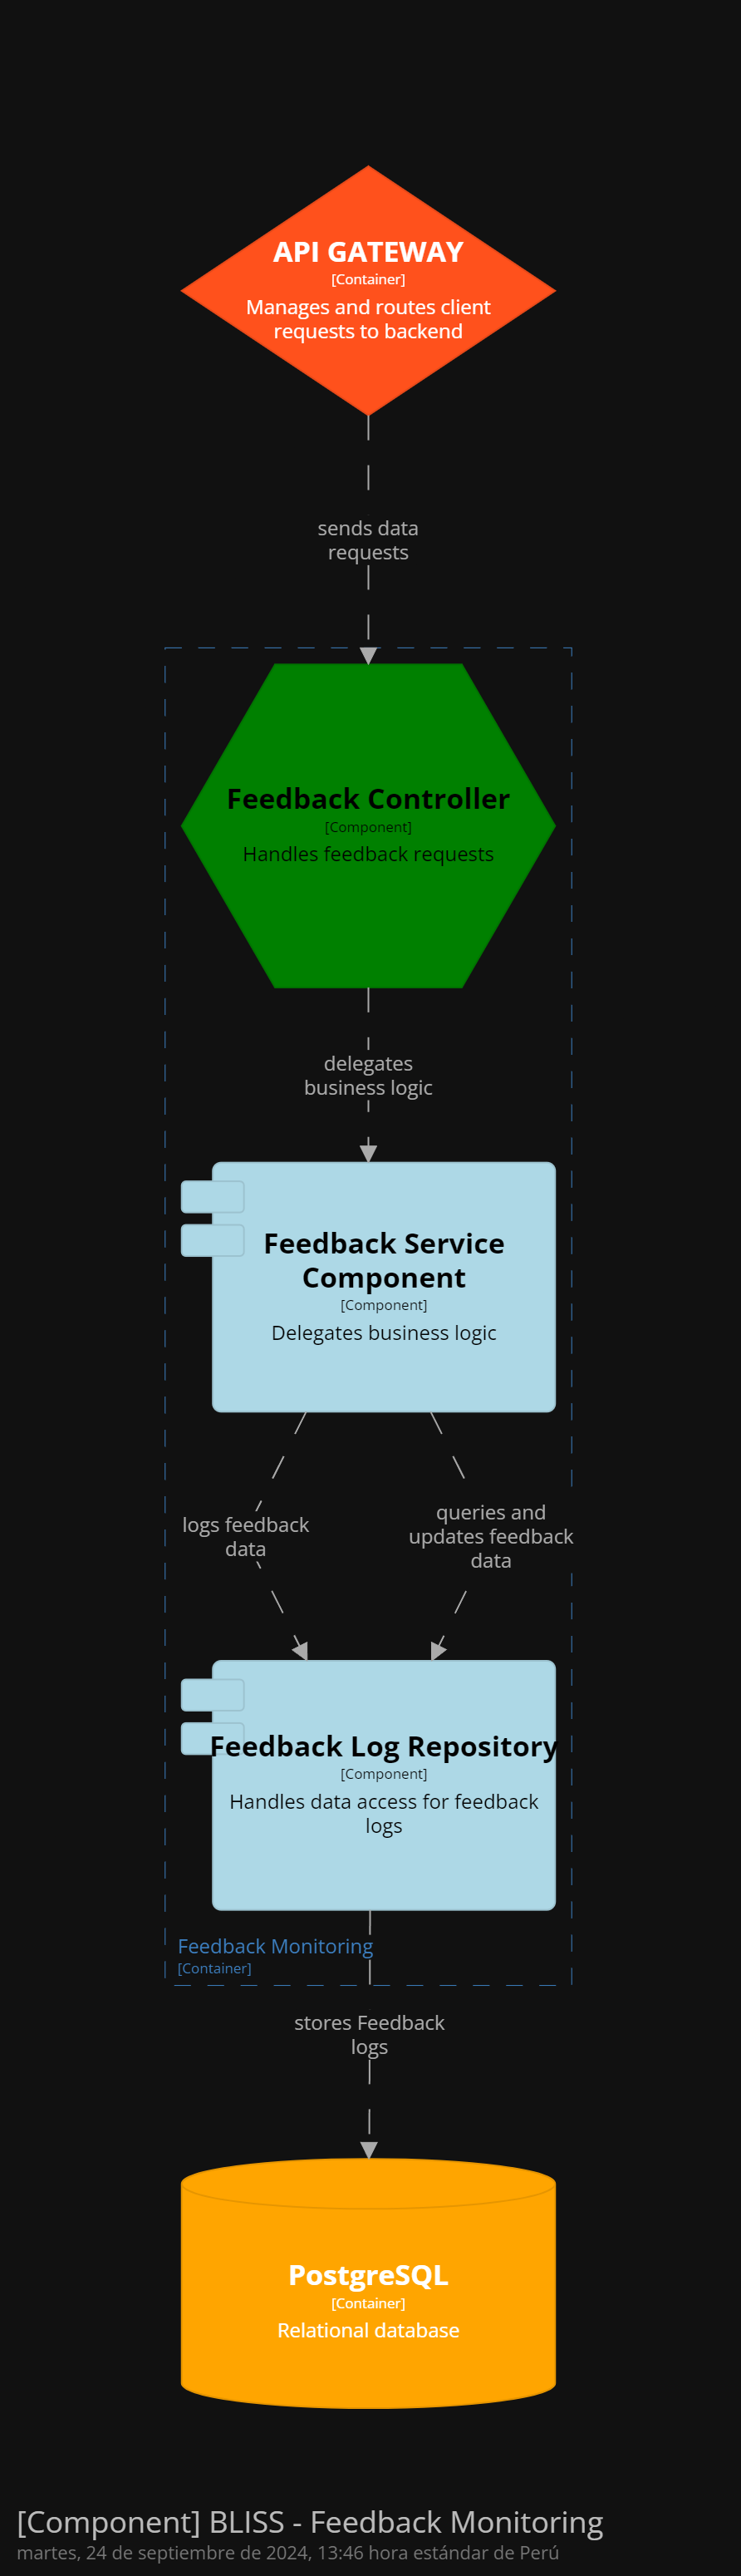 API GATEWAY
[Container]
Manages and routes client
requests to backend
sends data
requests
Feedback Controller
[Component]
Handles feedback requests
delegates
business logic
Feedback Service
Component
[Component]
Delegates business logic
logs feedback
data
queries and
updates feedback
data
Feedback Log Repository
[Component]
Handles data access for feedback
logs
Feedback Monitoring
[Container]
stores Feedback
logs
PostgreSQL
[Container]
Relational database
[Component] BLISS - Feedback Monitoring
martes, 24 de septiembre de 2024, 13:46 hora estándar de Perú